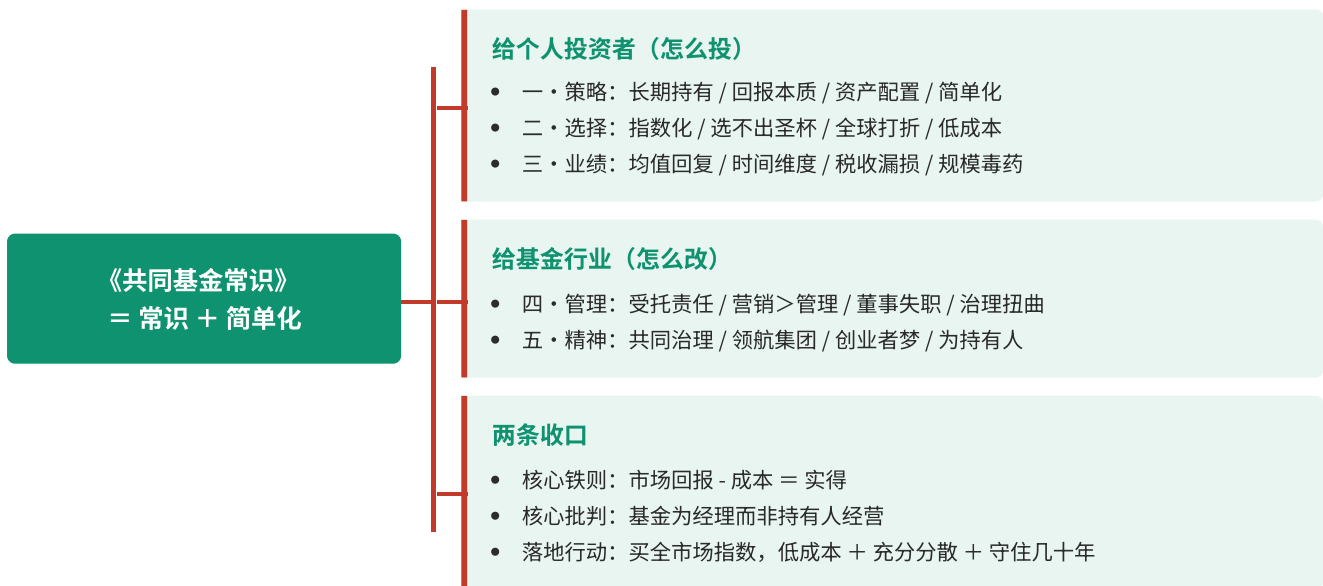 《共同基金常识》
＝ 常识 ＋ 简单化
给个人投资者（怎么投）
• 一・策略：长期持有 / 回报本质 / 资产配置 / 简单化
• 二・选择：指数化 / 选不出圣杯 / 全球打折 / 低成本
• 三・业绩：均值回复 / 时间维度 / 税收漏损 / 规模毒药
给基金行业（怎么改）
• 四・管理：受托责任 / 营销＞管理 / 董事失职 / 治理扭曲
• 五・精神：共同治理 / 领航集团 / 创业者梦 / 为持有人
两条收口
• 核心铁则：市场回报 - 成本 ＝ 实得
• 核心批判：基金为经理而非持有人经营
• 落地行动：买全市场指数，低成本 ＋ 充分分散 ＋ 守住几十年